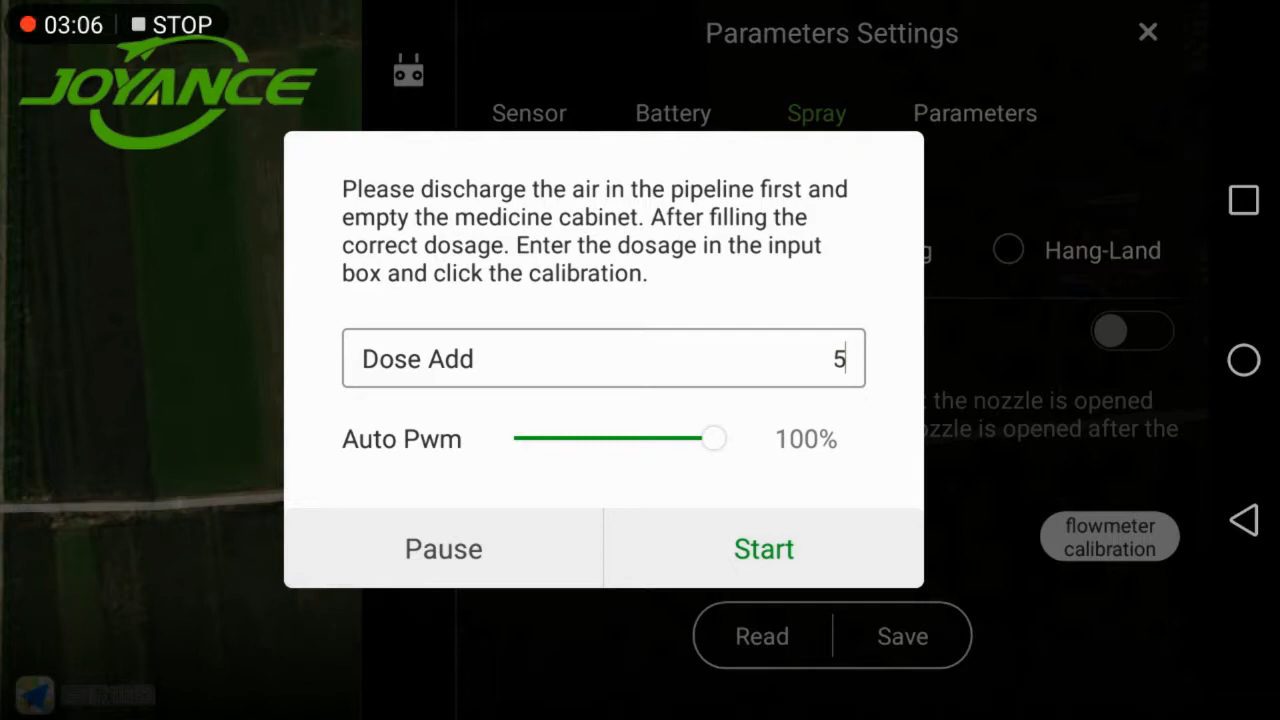 03:06 STOP
JOYANCE
Parameters Settings
Sensor Battery Spray Parameters
Please discharge the air in the pipeline first and
empty the medicine cabinet. After filling the
correct dosage. Enter the dosage in the input
box and click the calibration.
g Hang-Land
Dose Add 5
the nozzle is opened
ozzle is opened after the
Auto Pwm 100%
Pause Start
flowmeter
calibration
Read Save